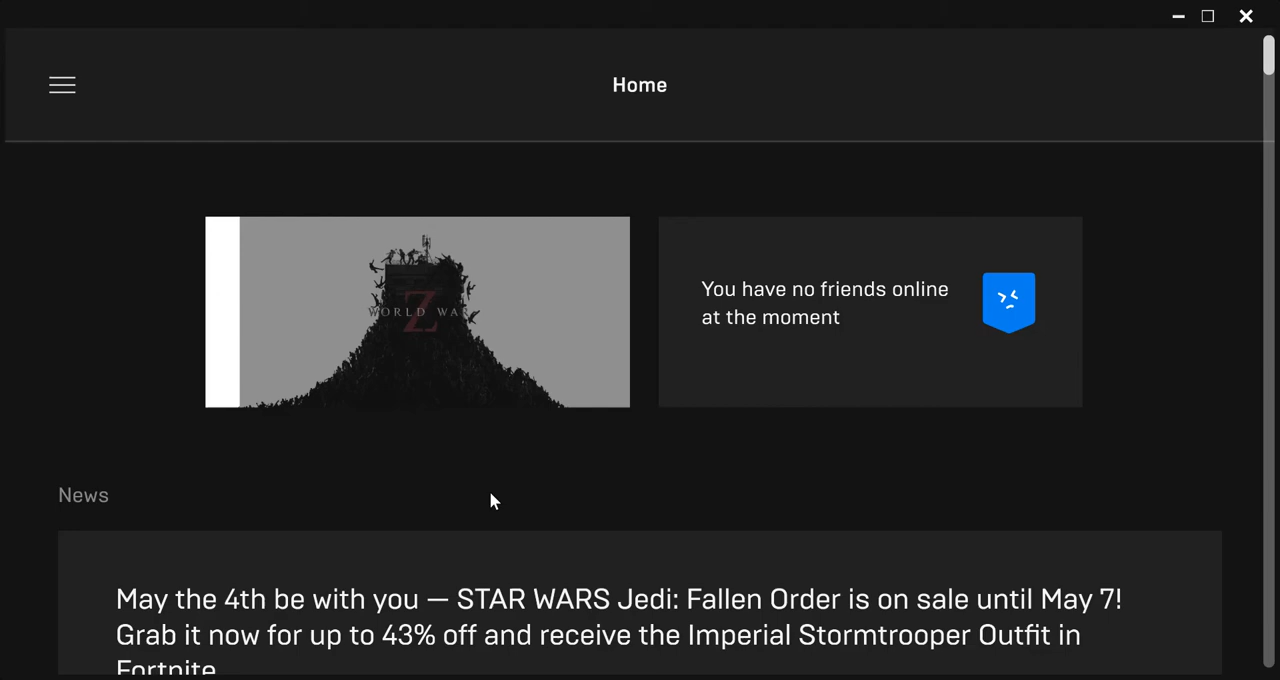 Home
WORLD WA
Z
You have no friends online
at the moment
News
May the 4th be with you — STAR WARS Jedi: Fallen Order is on sale until May 7!
Grab it now for up to 43% off and receive the Imperial Stormtrooper Outfit in
Fortnite